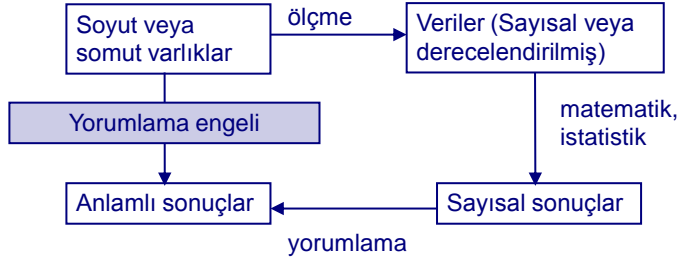 Soyut veya
somut varlıklar
ölçme
Veriler (Sayısal veya
derecelendirilmiş)
Yorumlama engeli
matematik,
istatistik
Anlamlı sonuçlar
Sayısal sonuçlar
yorumlama